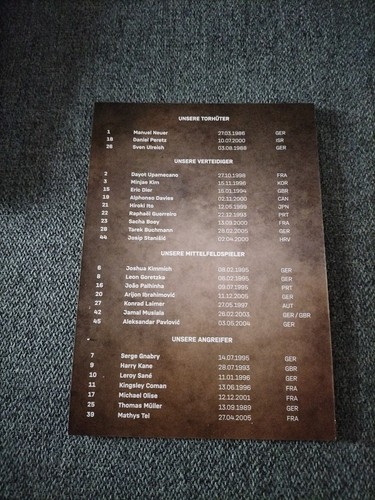 UNSERE TORHÜTER
1 Manuel Neuer 27.03.1986 GER
18 Daniel Peretz 10.07.2000 ISR
26 Sven Ulreich 03.08.1988 GER
UNSERE VERTEIDIGER
2 Dayot Upamecano 27.10.1998 FRA
3 Minjae Kim 15.11.1996 KOR
15 Eric Dier 15.01.1994 GBR
19 Alphonso Davies 02.11.2000 CAN
21 Hiroki Ito 12.05.1999 JPN
22 Raphaël Guerreiro 22.12.1993 PRT
23 Sacha Boey 13.09.2000 FRA
28 Tarek Buchmann 28.02.2005 GER
44 Josip Stanišić 02.04.2000 HRV
UNSERE MITTELFELDSPIELER
6 Joshua Kimmich 08.02.1995 GER
8 Leon Goretzka 06.02.1995 GER
16 João Palhinha 09.07.1995 PRT
20 Arijon Ibrahimović 11.12.2005 GER
27 Konrad Laimer 27.05.1997 AUT
42 Jamal Musiala 26.02.2003 GER / GBR
45 Aleksandar Pavlović 03.05.2004 GER
UNSERE ANGREIFER
7 Serge Gnabry 14.07.1995 GER
9 Harry Kane 28.07.1993 GBR
10 Leroy Sané 11.01.1996 GER
11 Kingsley Coman 13.06.1996 FRA
17 Michael Olise 12.12.2001 FRA
25 Thomas Müller 13.09.1989 GER
39 Mathys Tel 27.04.2005 FRA